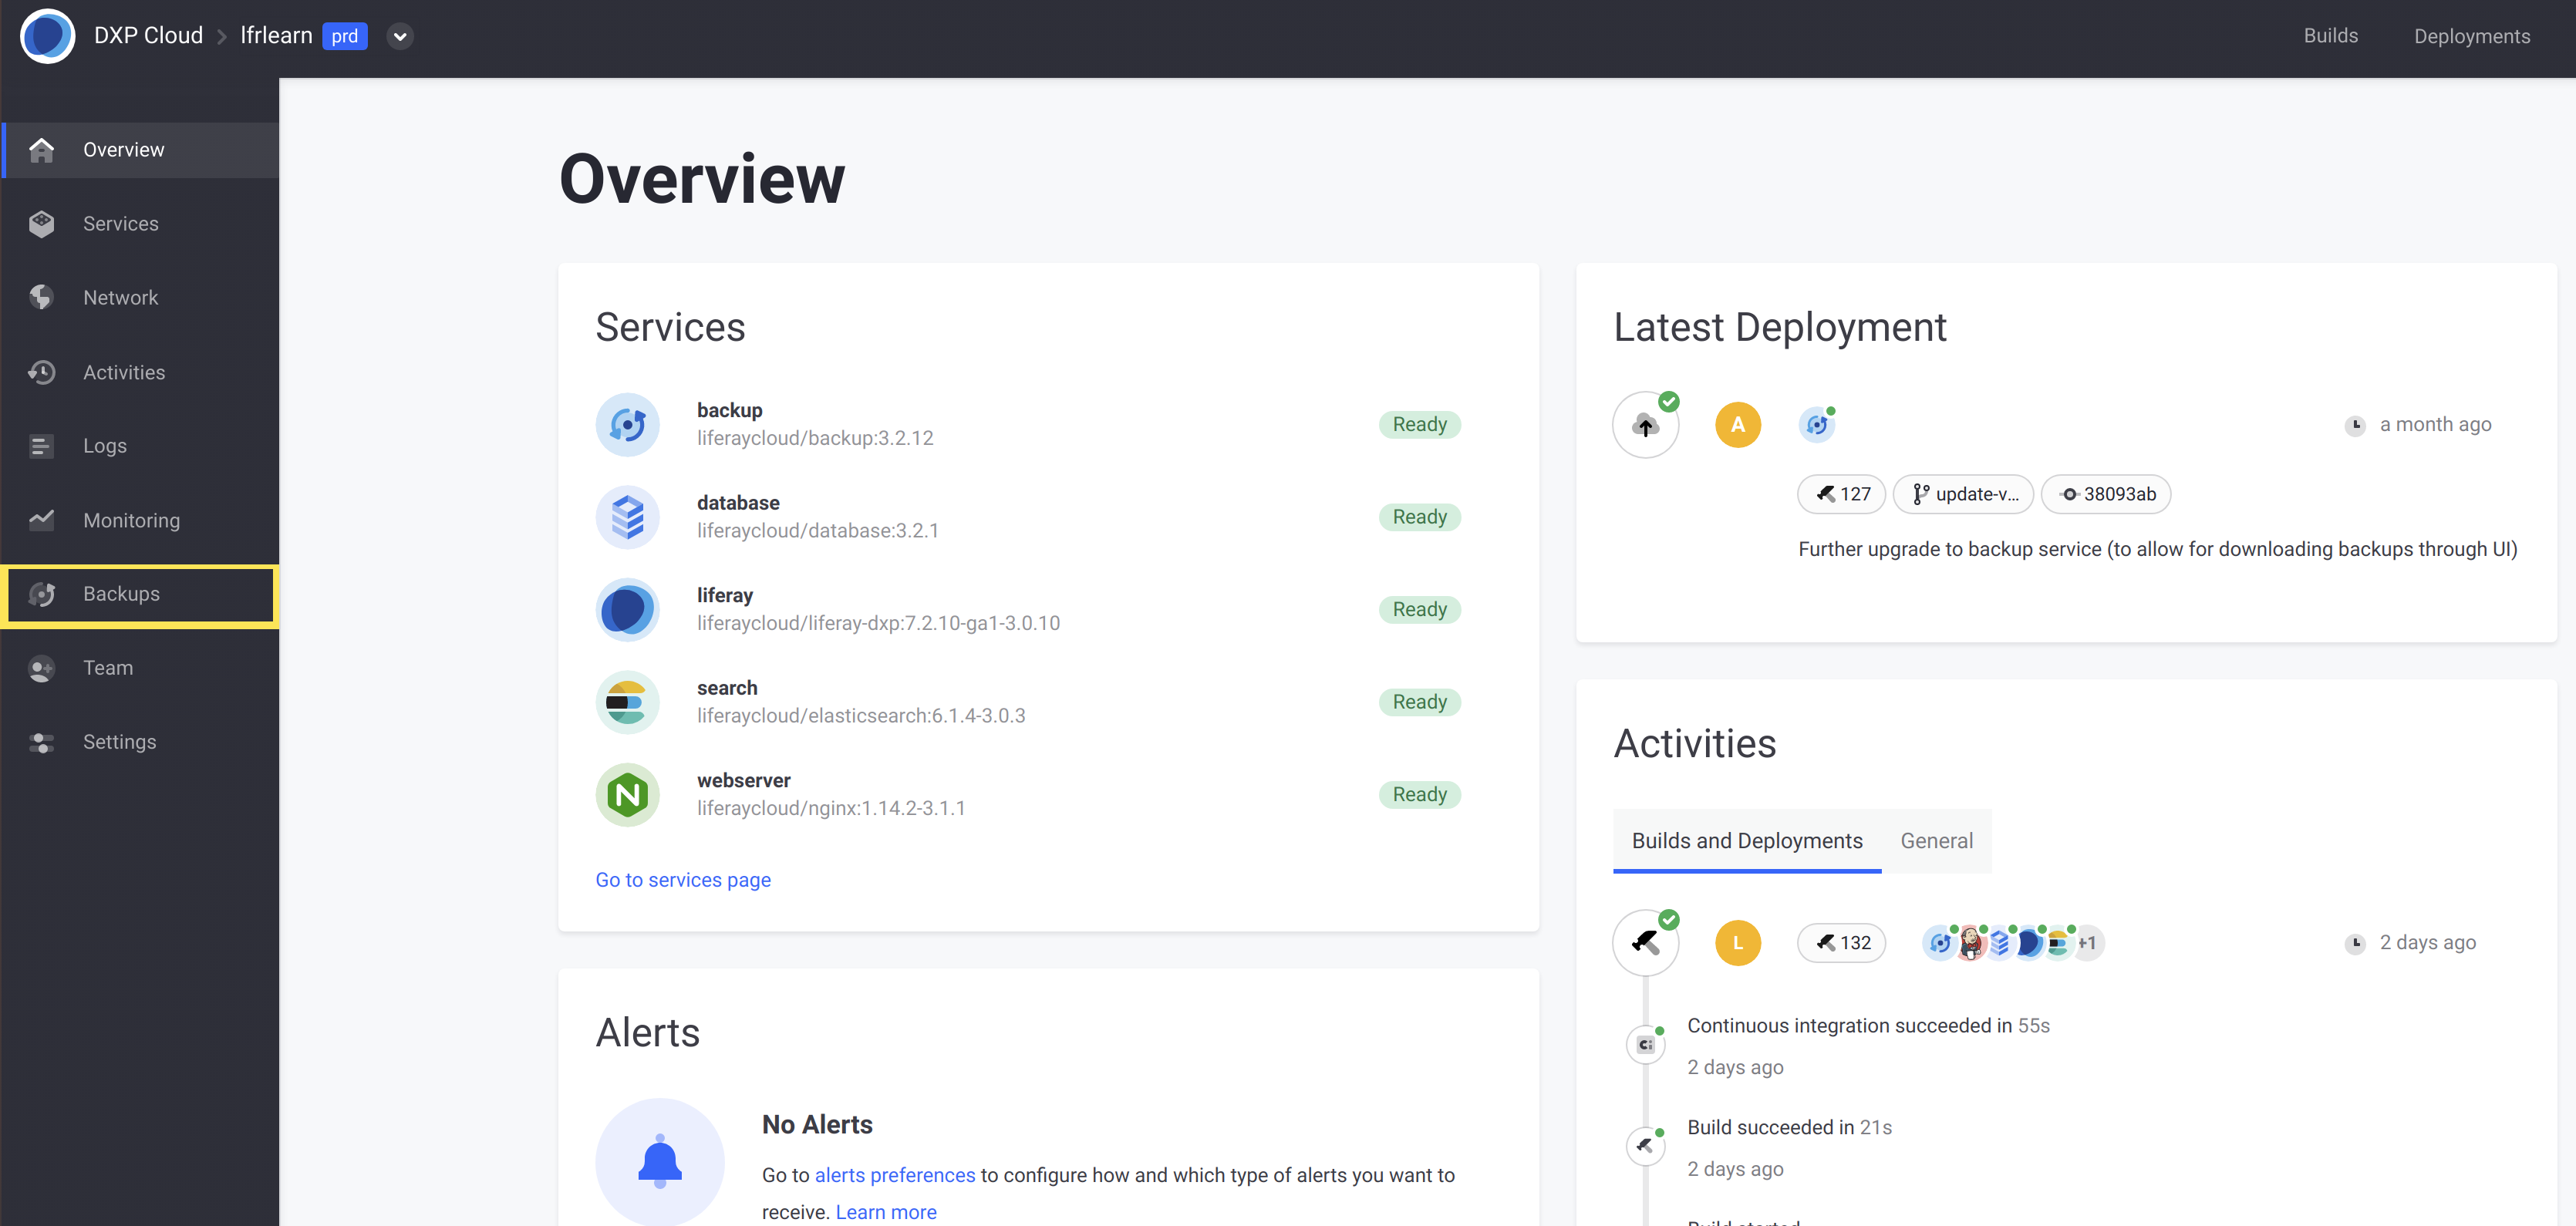 DXP Cloud > lfrlearn prd
Builds
Deployments
Overview
Services
Network
Activities
Logs
Monitoring
Backups
Team
Settings
Overview
Services
backup
liferaycloud/backup:3.2.12
Ready
database
liferaycloud/database:3.2.1
Ready
liferay
liferaycloud/liferay-dxp:7.2.10-ga1-3.0.10
Ready
search
liferaycloud/elasticsearch:6.1.4-3.0.3
Ready
webserver
liferaycloud/nginx:1.14.2-3.1.1
Ready
Go to services page
Alerts
No Alerts
Go to alerts preferences to configure how and which type of alerts you want to
receive. Learn more
Latest Deployment
A
a month ago
127
update-v...
38093ab
Further upgrade to backup service (to allow for downloading backups through UI)
Activities
Builds and Deployments
General
L
132
+1
2 days ago
Continuous integration succeeded in 55s
2 days ago
Build succeeded in 21s
2 days ago
Build started